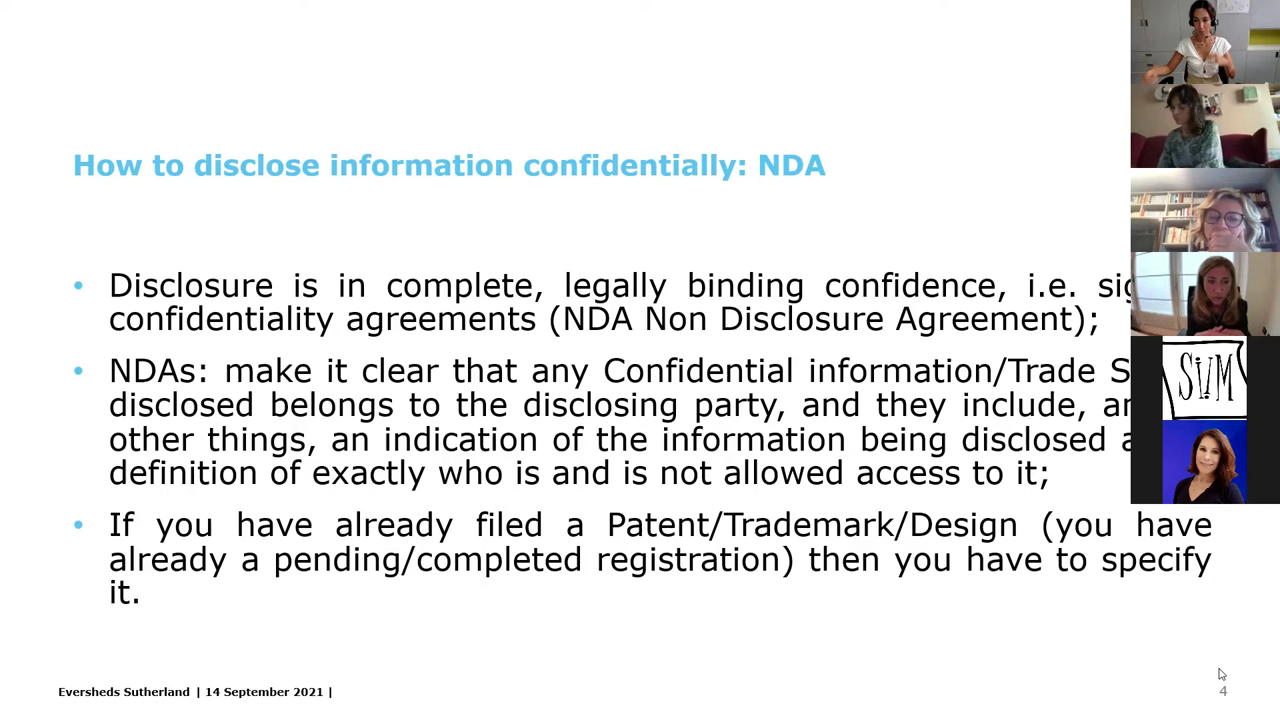 How to disclose information confidentially: NDA
• Disclosure is in complete, legally binding confidence, i.e.
confidentiality agreements (NDA Non Disclosure Agreement);
• NDAs: make it clear that any Confidential information/Trade
disclosed belongs to the disclosing party, and they include,
other things, an indication of the information being disclosed
definition of exactly who is and is not allowed access to it;
• If you have already filed a Patent/Trademark/Design (you have
already a pending/completed registration) then you have to specify
it.
Eversheds Sutherland | 14 September 2021 |
4
SiVM